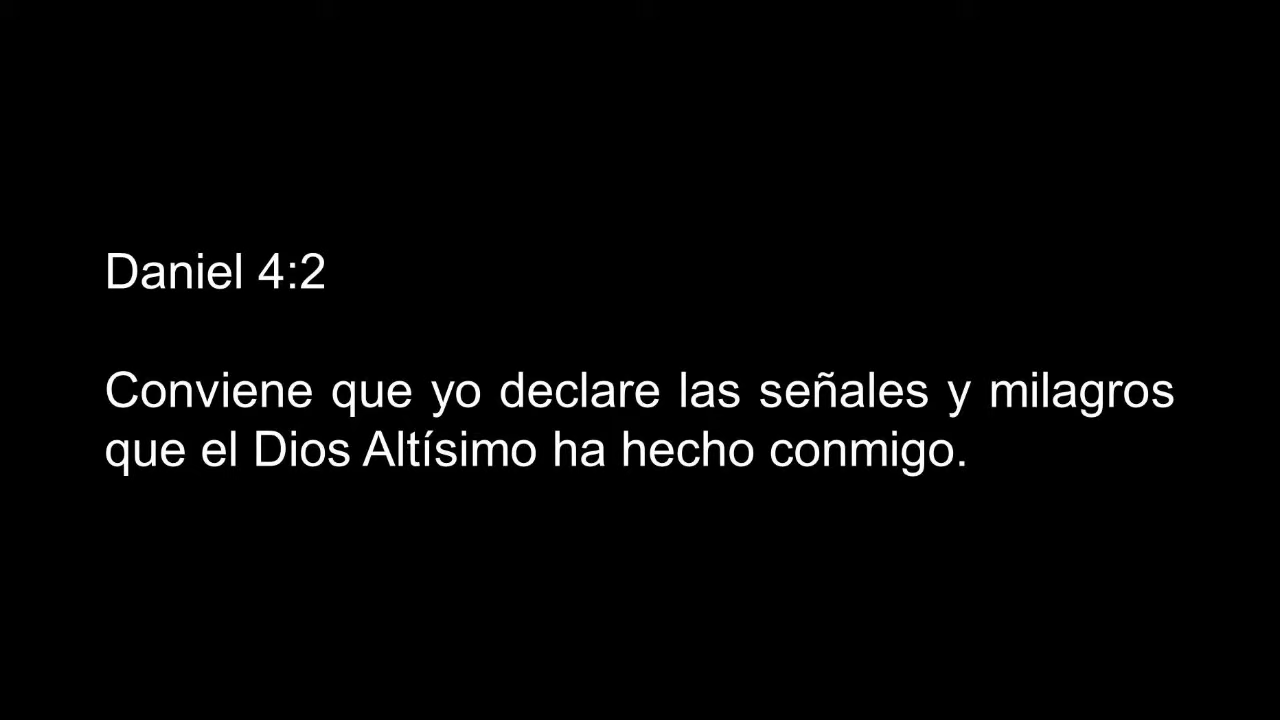 Daniel 4:2
Conviene que yo declare las señales y milagros
que el Dios Altísimo ha hecho conmigo.